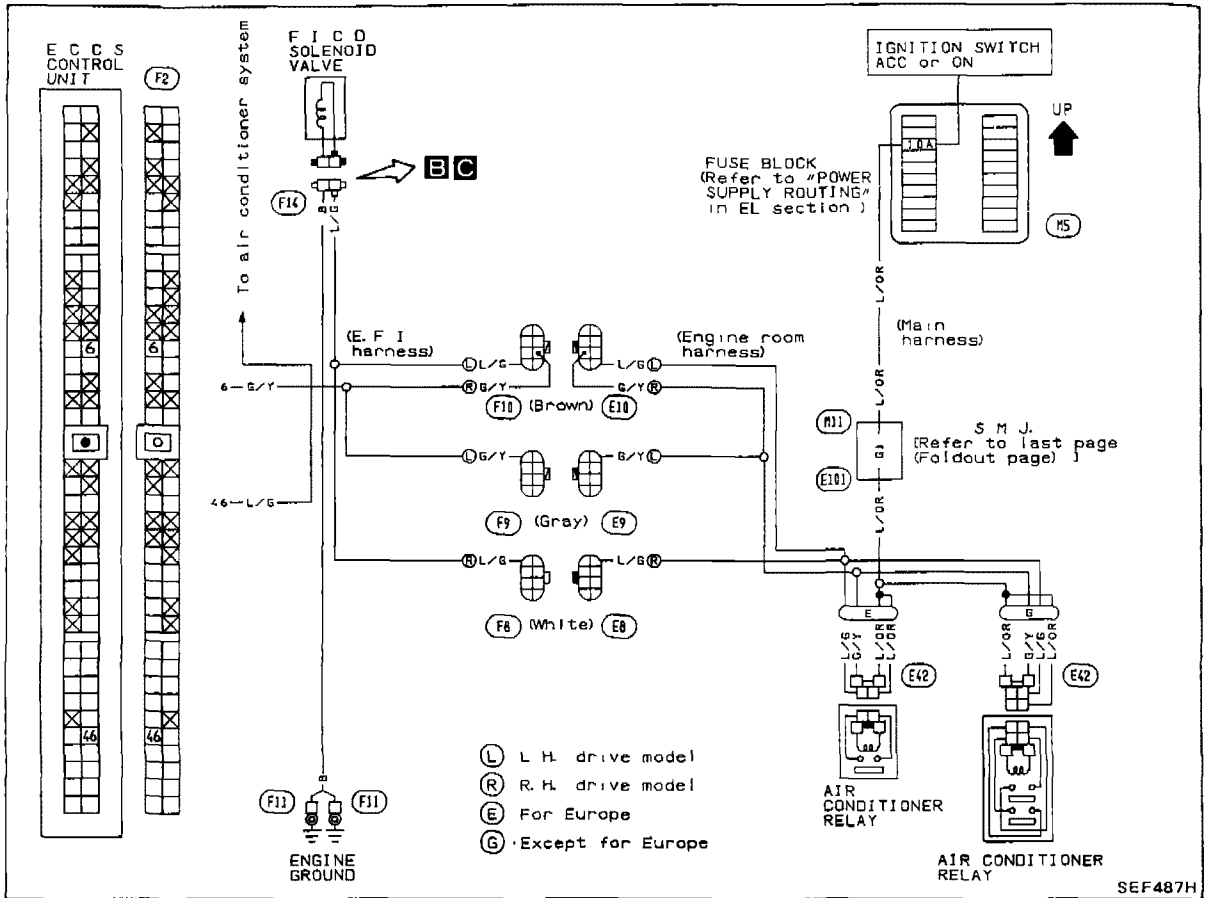 E C C S
CONTROL
UNIT
F2
To air conditioner system
F I C D
SOLENOID
VALVE
B C
F14
B
L/G
IGNITION SWITCH
ACC or ON
UP
10A
FUSE BLOCK
(Refer to "POWER
SUPPLY ROUTING"
in EL section )
M5
L/OR
(Main
harness)
L/OR
(E. F I
harness)
(Engine room
harness)
L L/G
L/G L
6 G/Y
R G/Y
G/Y R
F10 (Brown) E10
M11
S M J.
[Refer to last page
(Foldout page) ]
E101
L/OR
L G/Y
G/Y L
46 L/G
F9 (Gray) E9
R L/G
L/G R
F8 (White) E8
6
6
46
46
E
G
L/G
G/Y
L/OR
L/OR
L/OR
G/Y
L/G
L/OR
E42
E42
B
F11
F11
ENGINE
GROUND
L L H. drive model
R R. H. drive model
E For Europe
G Except for Europe
AIR
CONDITIONER
RELAY
AIR CONDITIONER
RELAY
SEF487H